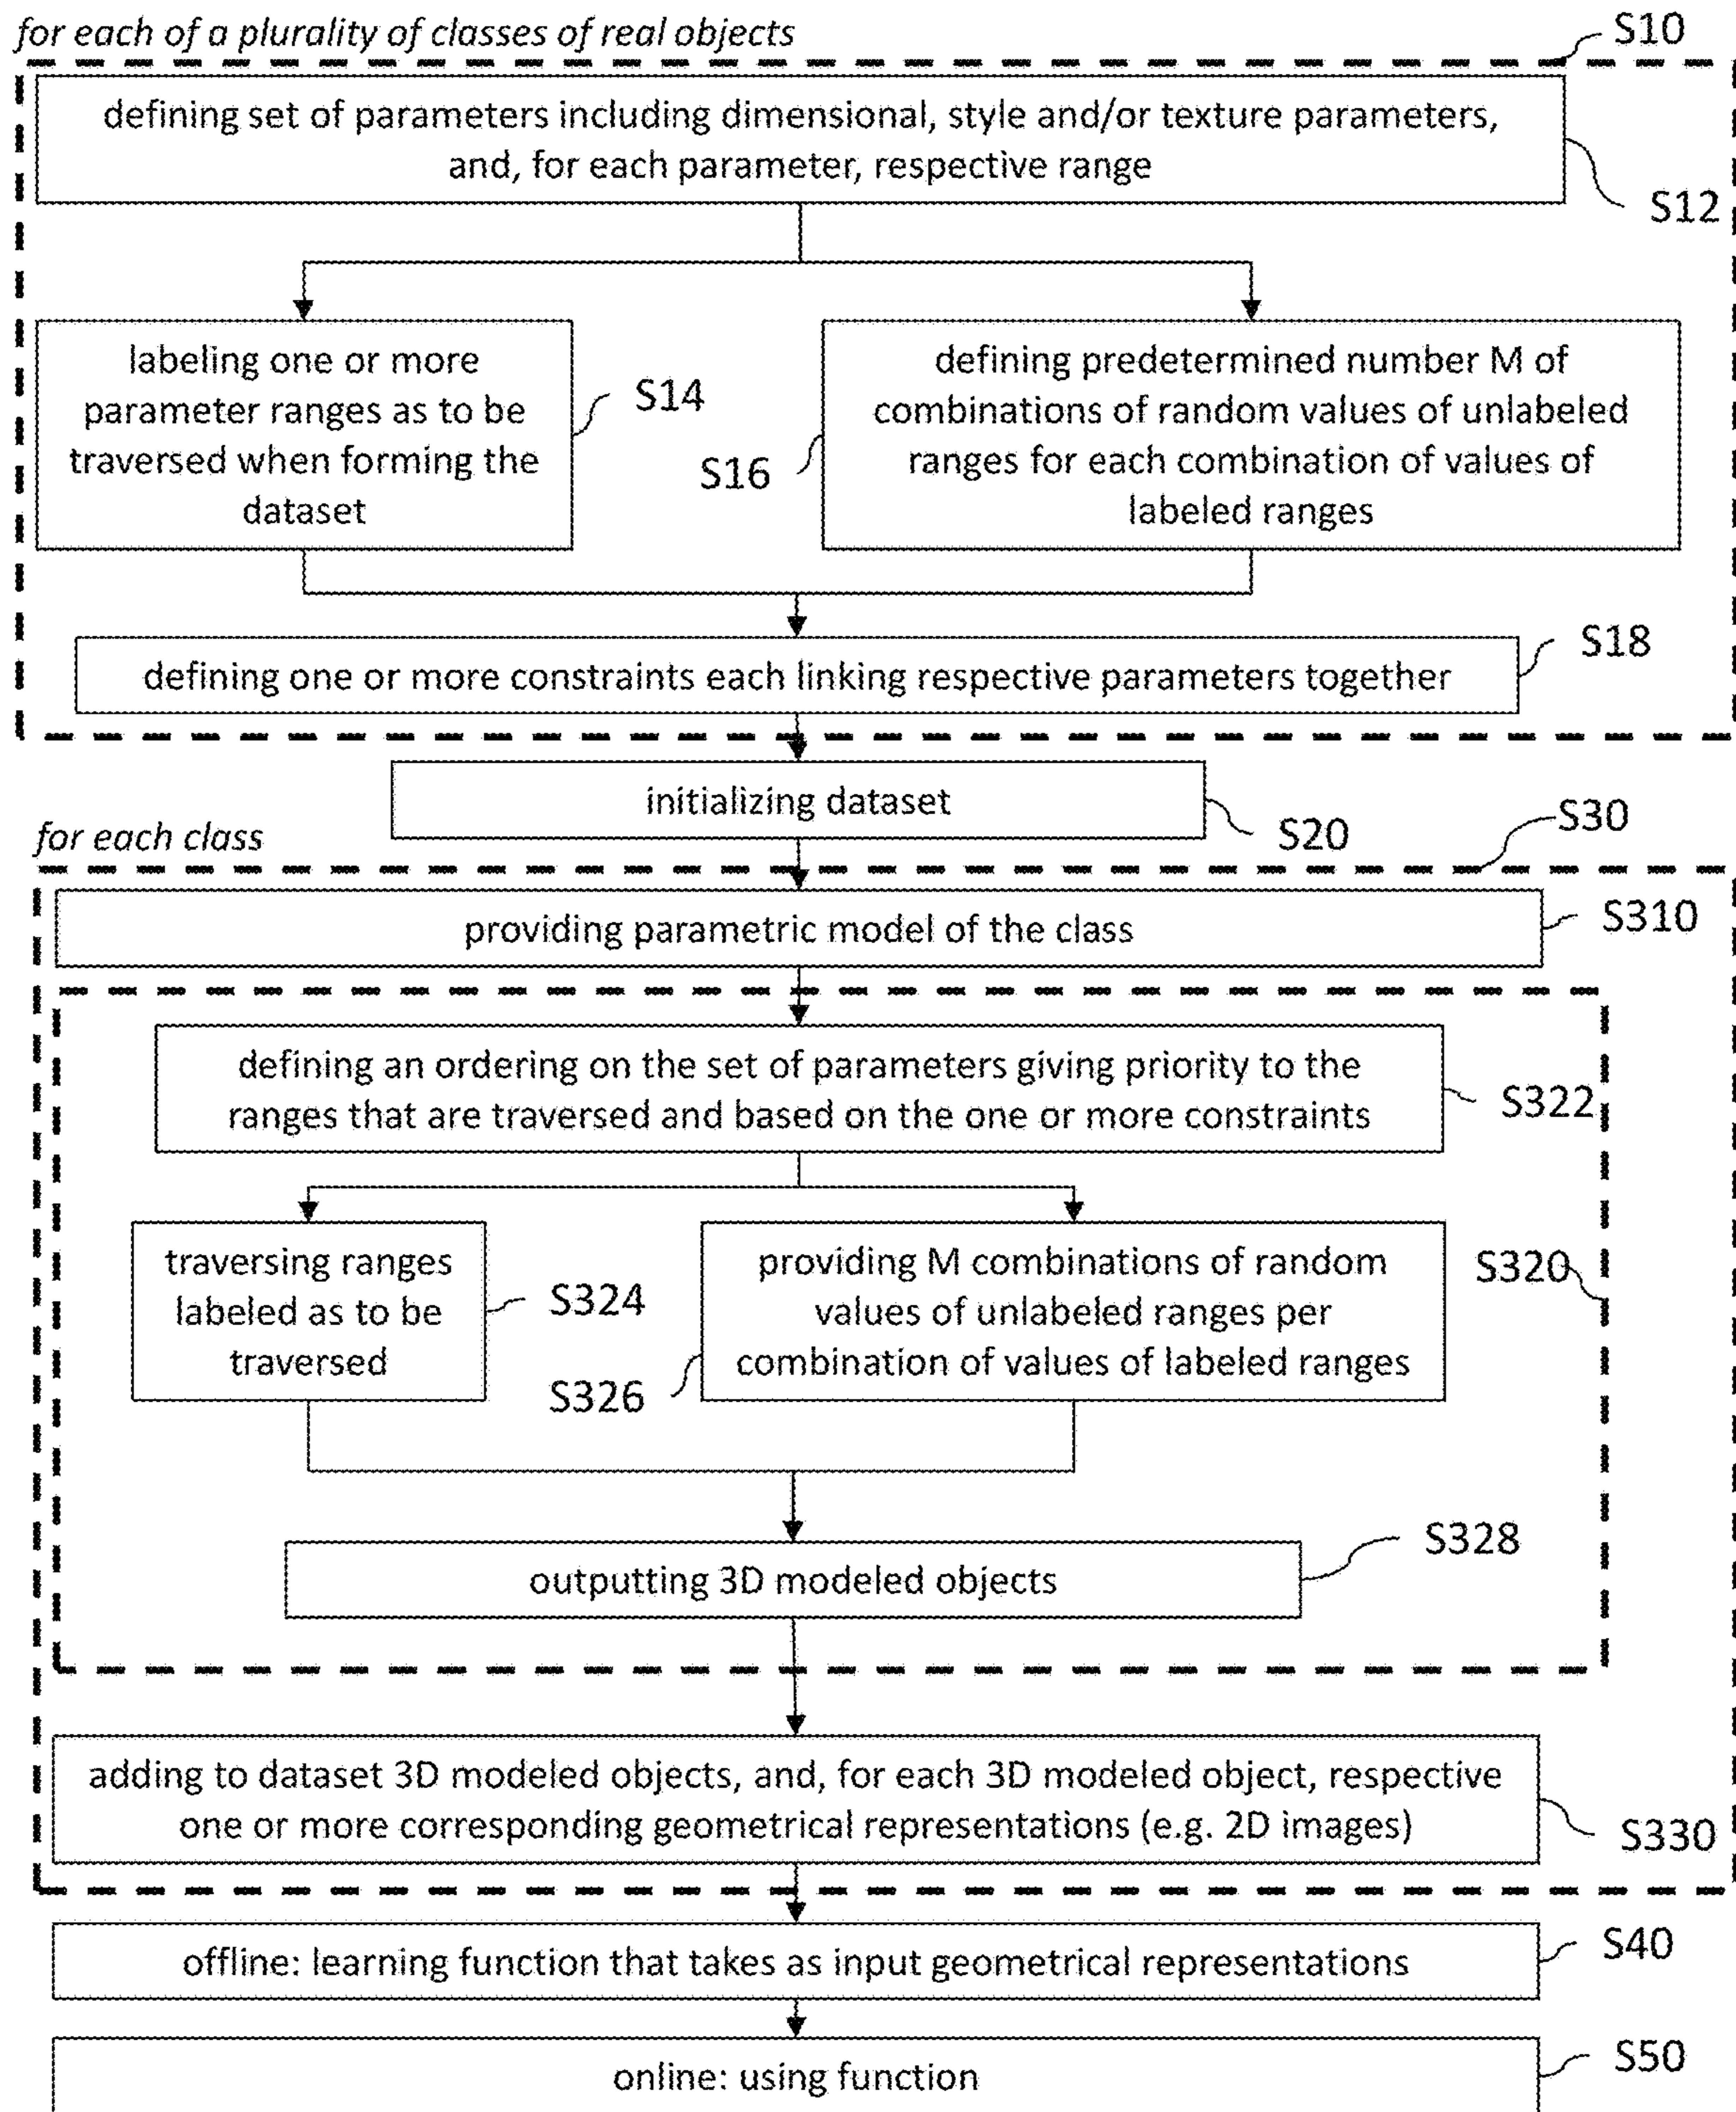 for each of a plurality of classes of real objects
S10
defining set of parameters including dimensional, style and/or texture parameters,
and, for each parameter, respective range
S12
labeling one or more
parameter ranges as to be
traversed when forming the
dataset
S14
defining predetermined number M of
combinations of random values of unlabeled
ranges for each combination of values of
labeled ranges
S16
defining one or more constraints each linking respective parameters together
S18
initializing dataset
S20
for each class
S30
providing parametric model of the class
S310
defining an ordering on the set of parameters giving priority to the
ranges that are traversed and based on the one or more constraints
S322
traversing ranges
labeled as to be
traversed
S324
providing M combinations of random
values of unlabeled ranges per
combination of values of labeled ranges
S326
S320
outputting 3D modeled objects
S328
adding to dataset 3D modeled objects, and, for each 3D modeled object, respective
one or more corresponding geometrical representations (e.g. 2D images)
S330
offline: learning function that takes as input geometrical representations
S40
online: using function
S50